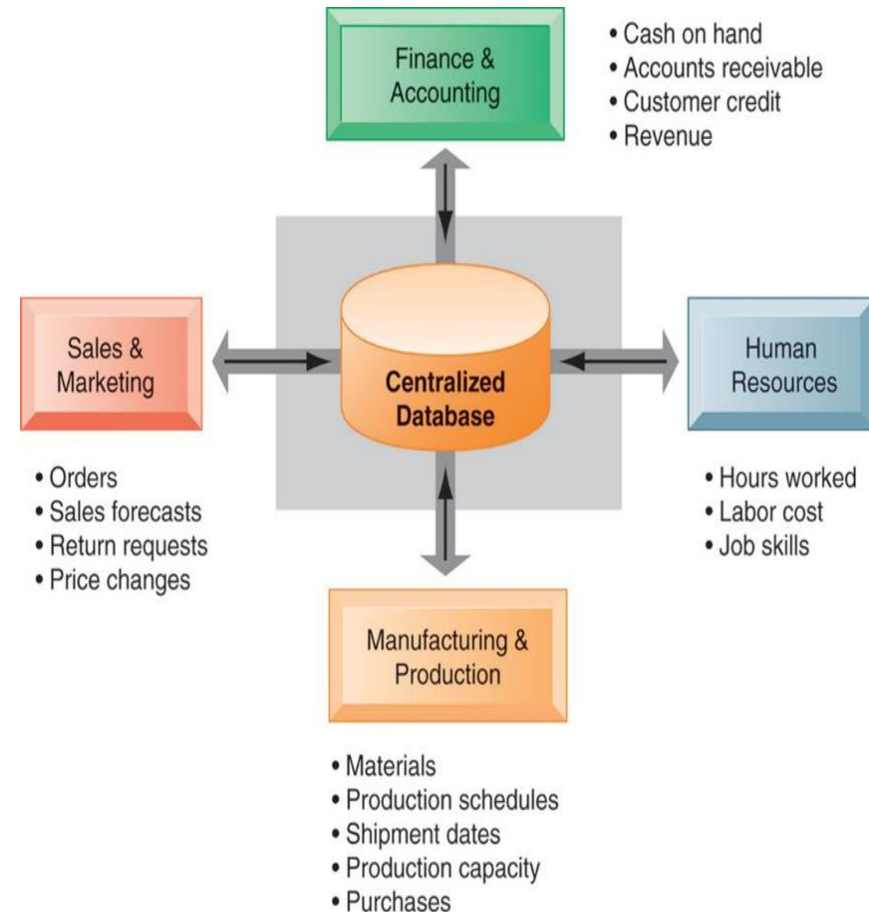 Finance &
Accounting
• Cash on hand
• Accounts receivable
• Customer credit
• Revenue
Sales &
Marketing
Centralized
Database
Human
Resources
• Orders
• Sales forecasts
• Return requests
• Price changes
• Hours worked
• Labor cost
• Job skills
Manufacturing &
Production
• Materials
• Production schedules
• Shipment dates
• Production capacity
• Purchases